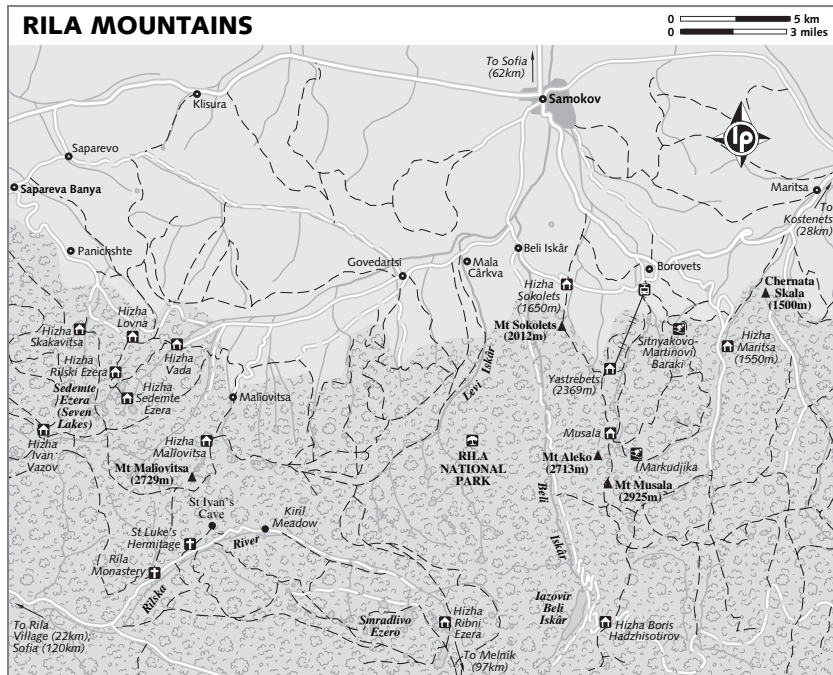 RILA MOUNTAINS
0 5 km
0 3 miles
To Sofia
(62km)
Samokov
Klisura
lp
Saparevo
Sapareva Banya
Maritsa
To
Kostenets
(28km)
Panichshte
Beli Iskâr
Govedartsi
Mala
Cârkva
Borovets
Hizha
Sokolets
(1650m)
Chernata
Skala
(1500m)
Hizha
Lovna
Hizha
Skakavitsa
Mt Sokolets
(2012m)
Sitnyakovo-
Martinovi
Baraki
Hizha
Maritsa
(1550m)
Hizha
Vada
Hizha
Rilski Ezera
Yastrebets
(2369m)
Levi Iskâr
Sedemte
Ezera
(Seven
Lakes)
Hizha
Sedemte
Ezera
Maliovitsa
Hizha
Ivan
Vazov
Hizha
Maliovitsa
Musala
RILA
NATIONAL
PARK
Mt Aleko
(2713m)
Markudjika
Mt Maliovitsa
(2729m)
Mt Musala
(2925m)
Beli
Iskâr
St Ivan's
Cave
Kiril
Meadow
St Luke's
Hermitage
River
Rila
Monastery
Rilska
Iazovir
Beli
Iskâr
Smradlivo
Ezero
Hizha
Ribni
Ezera
Hizha Boris
Hadzhisotirov
To Rila
Village (22km),
Sofia (120km)
To Melnik
(97km)